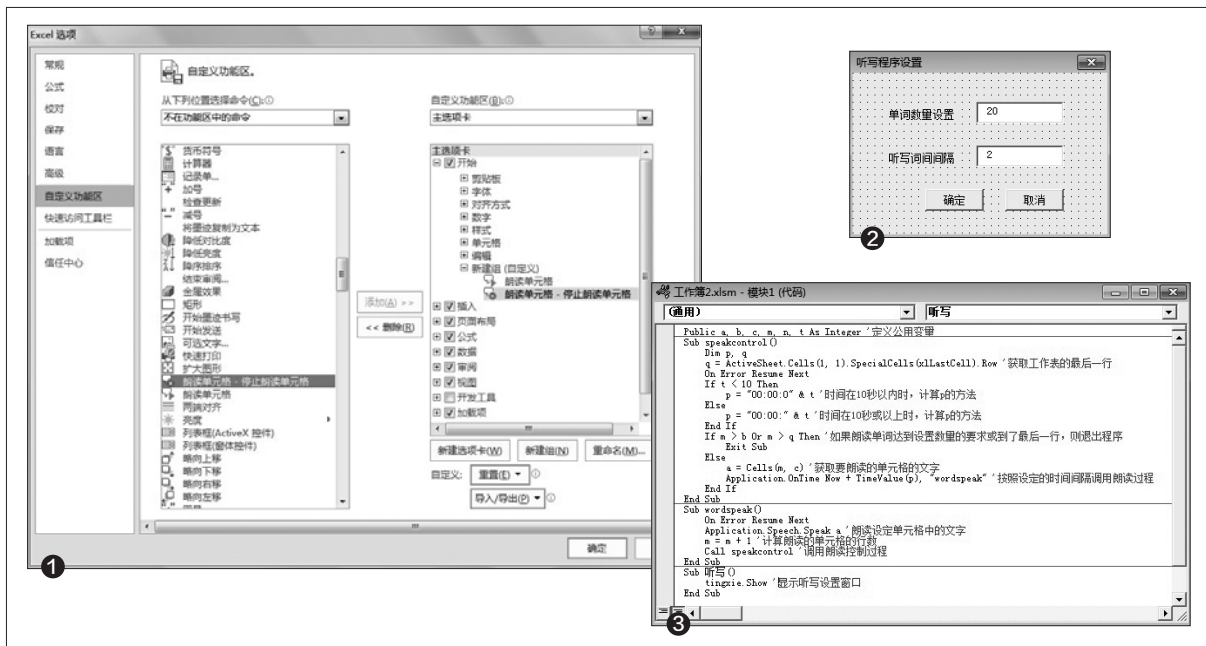 Excel 选项
常规
公式
校对
保存
语言
高级
自定义功能区
快速访问工具栏
加载项
信任中心
自定义功能区。
从下列位置选择命令(C):
不在功能区中的命令
货币符号
计算器
记录单...
加号
检查更新
减号
将墨迹复制为文本
降低对比度
降低亮度
降序排序
结束审阅...
金属效果
矩形
开始墨迹书写
开始发送
可选文字...
快速打印
扩大图形
朗读单元格 - 停止朗读单元格
朗读单元格
两端对齐
亮度
列表框(ActiveX 控件)
列表框(窗体控件)
略向上移
略向下移
略向右移
略向左移
添加(A) >>
<< 删除(R)
自定义功能区(B):
主选项卡
主选项卡
开始
剪贴板
字体
对齐方式
数字
样式
单元格
编辑
新建组 (自定义)
朗读单元格
朗读单元格 - 停止朗读单元格
插入
页面布局
公式
数据
审阅
视图
开发工具
加载项
新建选项卡(W)
新建组(N)
重命名(M)...
自定义:
重置(E)
导入/导出(P)
确定
1
听写程序设置
单词数量设置
20
听写词间间隔
2
确定
取消
2
工作簿2.xlsm - 模块1 (代码)
(通用)
听写
Public a, b, c, m, n, t As Integer '定义公用变量
Sub speakcontrol()
Dim p, q
q = ActiveSheet.Cells(1, 1).SpecialCells(xlLastCell).Row '获取工作表的最后一行
On Error Resume Next
If t < 10 Then
p = "00:00:0" & t '时间在10秒以内时，计算p的方法
Else
p = "00:00:" & t '时间在10秒或以上时，计算p的方法
End If
If m > b Or m > q Then '如果朗读单词达到设置数量的要求或到了最后一行，则退出程序
Exit Sub
Else
a = Cells(m, c) '获取要朗读的单元格的文字
Application.OnTime Now + TimeValue(p), "wordspeak" '按照设定的时间间隔调用朗读过程
End If
End Sub
Sub wordspeak()
On Error Resume Next
Application.Speech.Speak a '朗读设定单元格中的文字
m = m + 1 '计算朗读的单元格的行数
Call speakcontrol '调用朗读控制过程
End Sub
Sub 听写()
tingxie.Show '显示听写设置窗口
End Sub
3